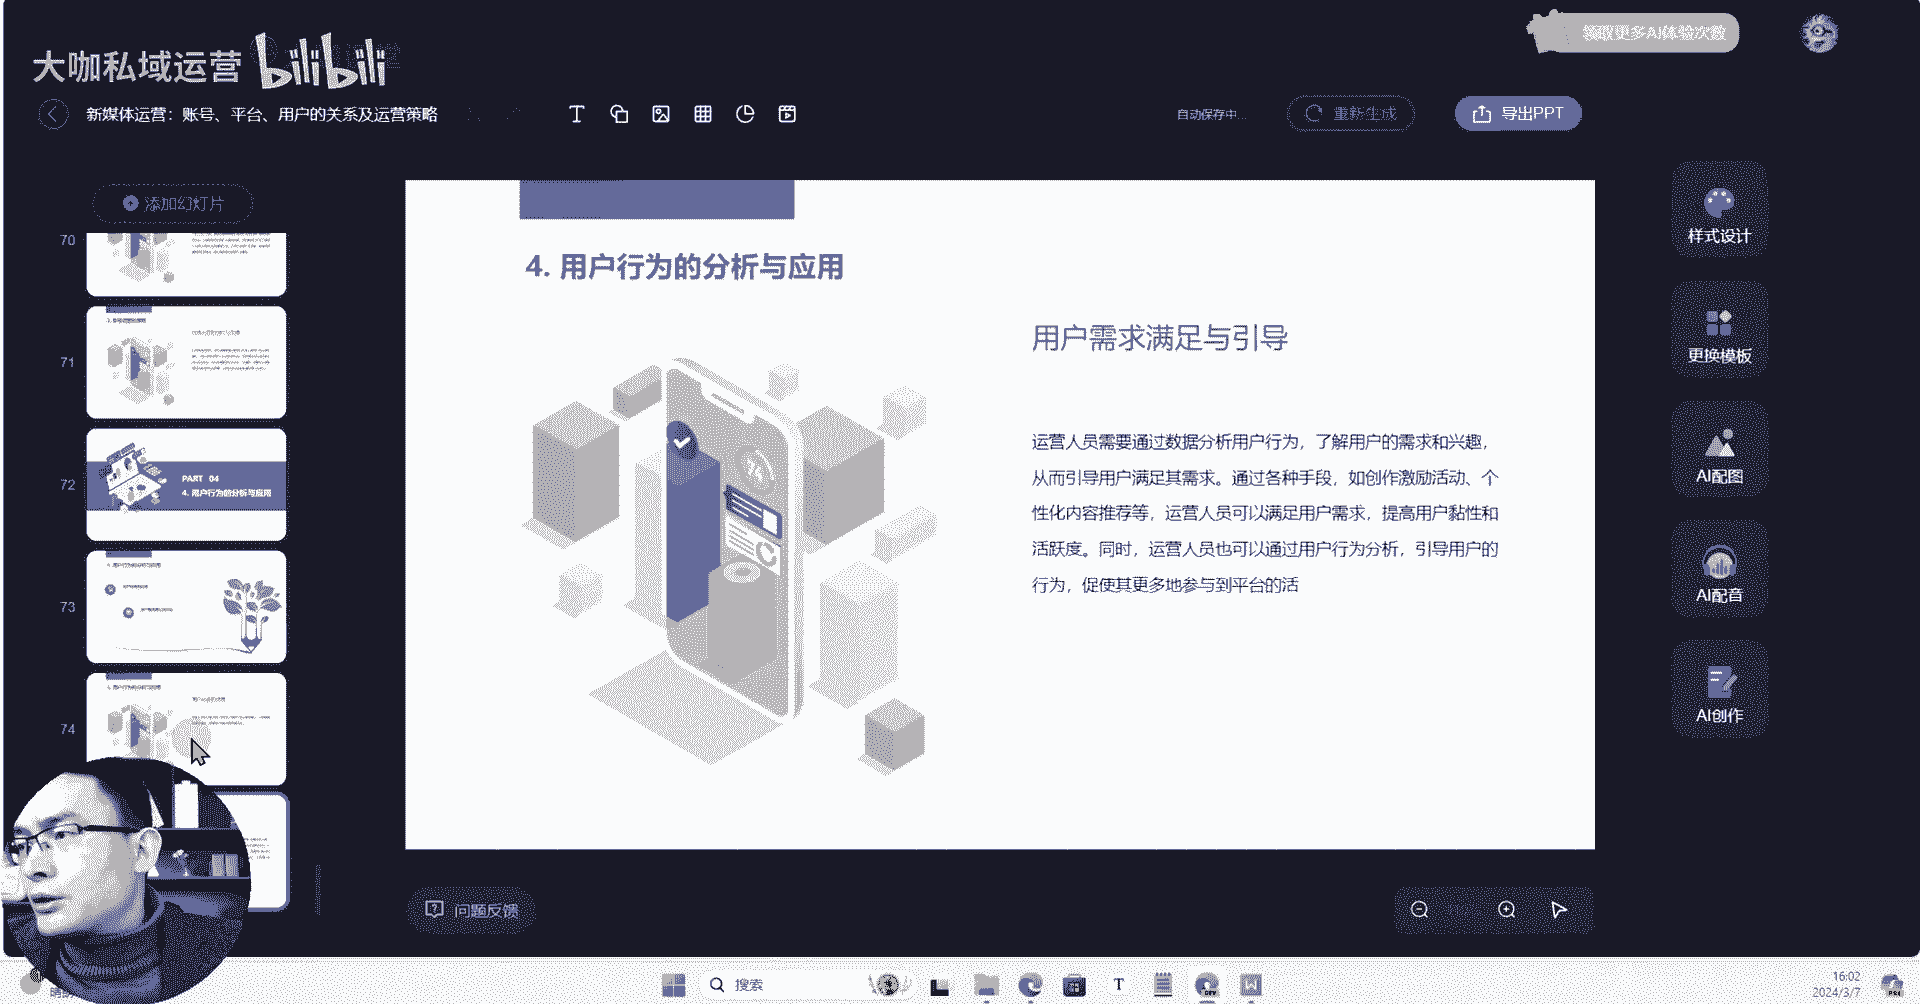 大咖私域运营 bilibili
领取更多AI体验次数
新媒体运营：账号、平台、用户的关系及运营策略
自动保存中...
重新生成
导出PPT
添加幻灯片
70
71
72
PART 04
4. 用户行为的分析与应用
73
74
4. 用户行为的分析与应用
用户需求满足与引导
运营人员需要通过数据分析用户行为，了解用户的需求和兴趣，
从而引导用户满足其需求。通过各种手段，如创作激励活动、个
性化内容推荐等，运营人员可以满足用户需求，提高用户黏性和
活跃度。同时，运营人员也可以通过用户行为分析，引导用户的
行为，促使其更多地参与到平台的活
样式设计
更换模板
AI配图
AI配音
AI创作
问题反馈
搜索
16:02
2024/3/7